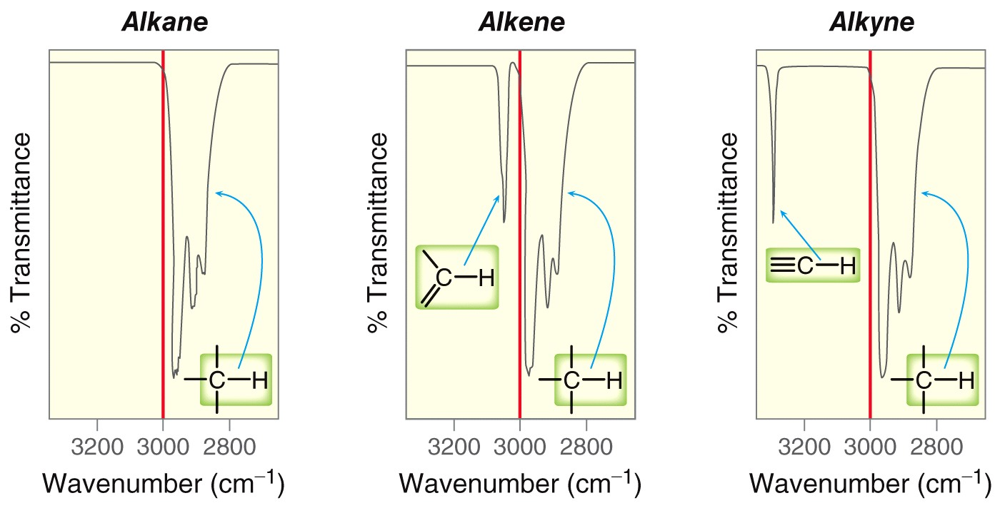 Alkane
% Transmittance
C H
3200 3000 2800
Wavenumber (cm⁻¹)
Alkene
% Transmittance
C H
C H
3200 3000 2800
Wavenumber (cm⁻¹)
Alkyne
% Transmittance
C H
C H
3200 3000 2800
Wavenumber (cm⁻¹)